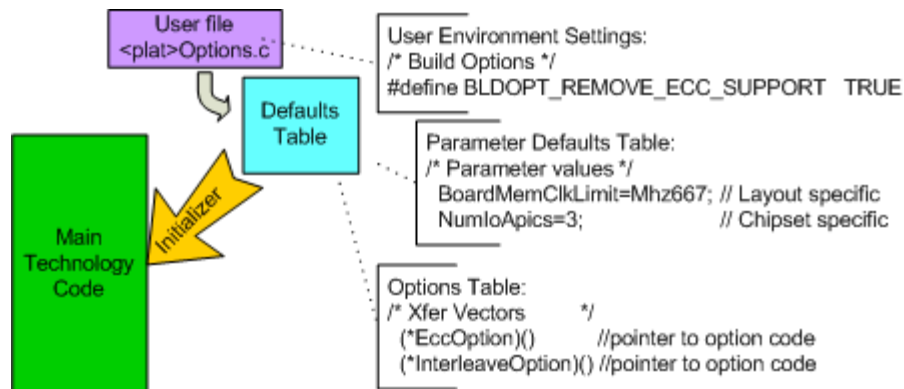 User file
<plat>Options.c
Defaults
Table
Initializer
Main
Technology
Code
User Environment Settings:
/* Build Options */
#define BLDOPT_REMOVE_ECC_SUPPORT TRUE
Parameter Defaults Table:
/* Parameter values */
BoardMemClkLimit=Mhz667; // Layout specific
NumIoApics=3; // Chipset specific
Options Table:
/* Xfer Vectors */
(*EccOption)() //pointer to option code
(*InterleaveOption)() //pointer to option code